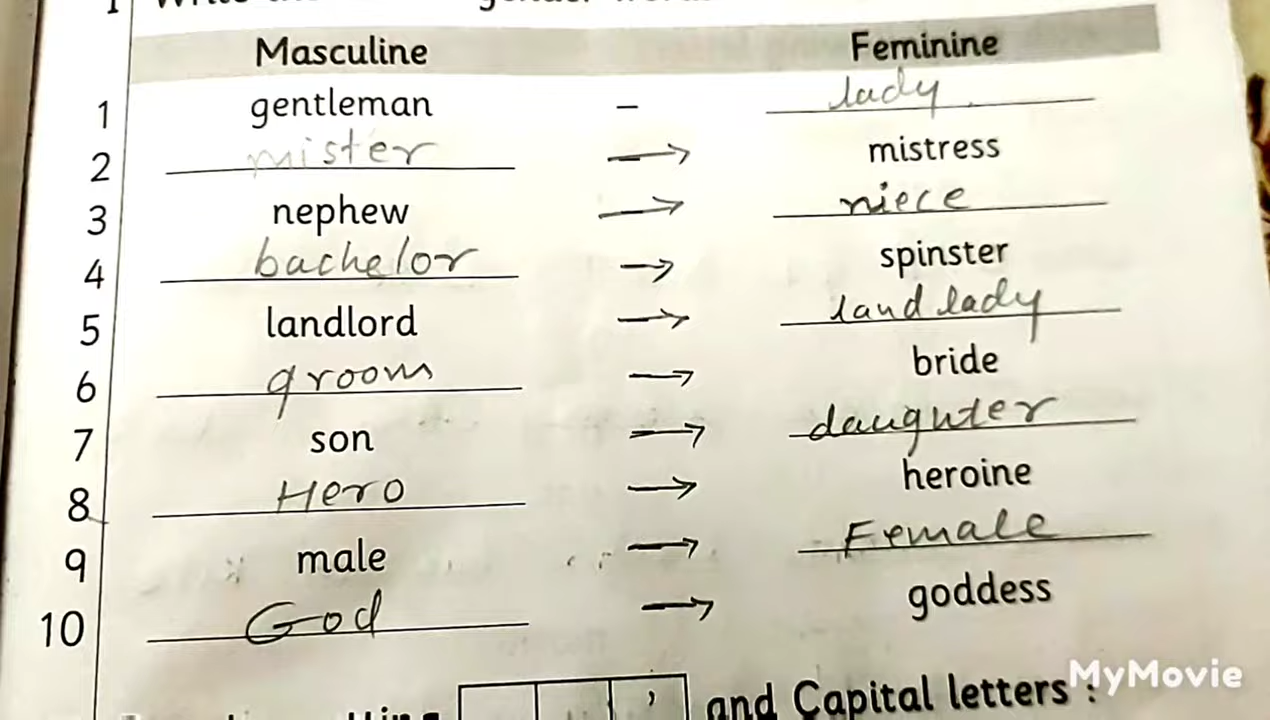 Masculine Feminine
1 gentleman – lady
2 mister → mistress
3 nephew → niece
4 bachelor → spinster
5 landlord → land lady
6 groom → bride
7 son → daughter
8 Hero → heroine
9 male → Female
10 God → goddess
, and Capital letters :
MyMovie